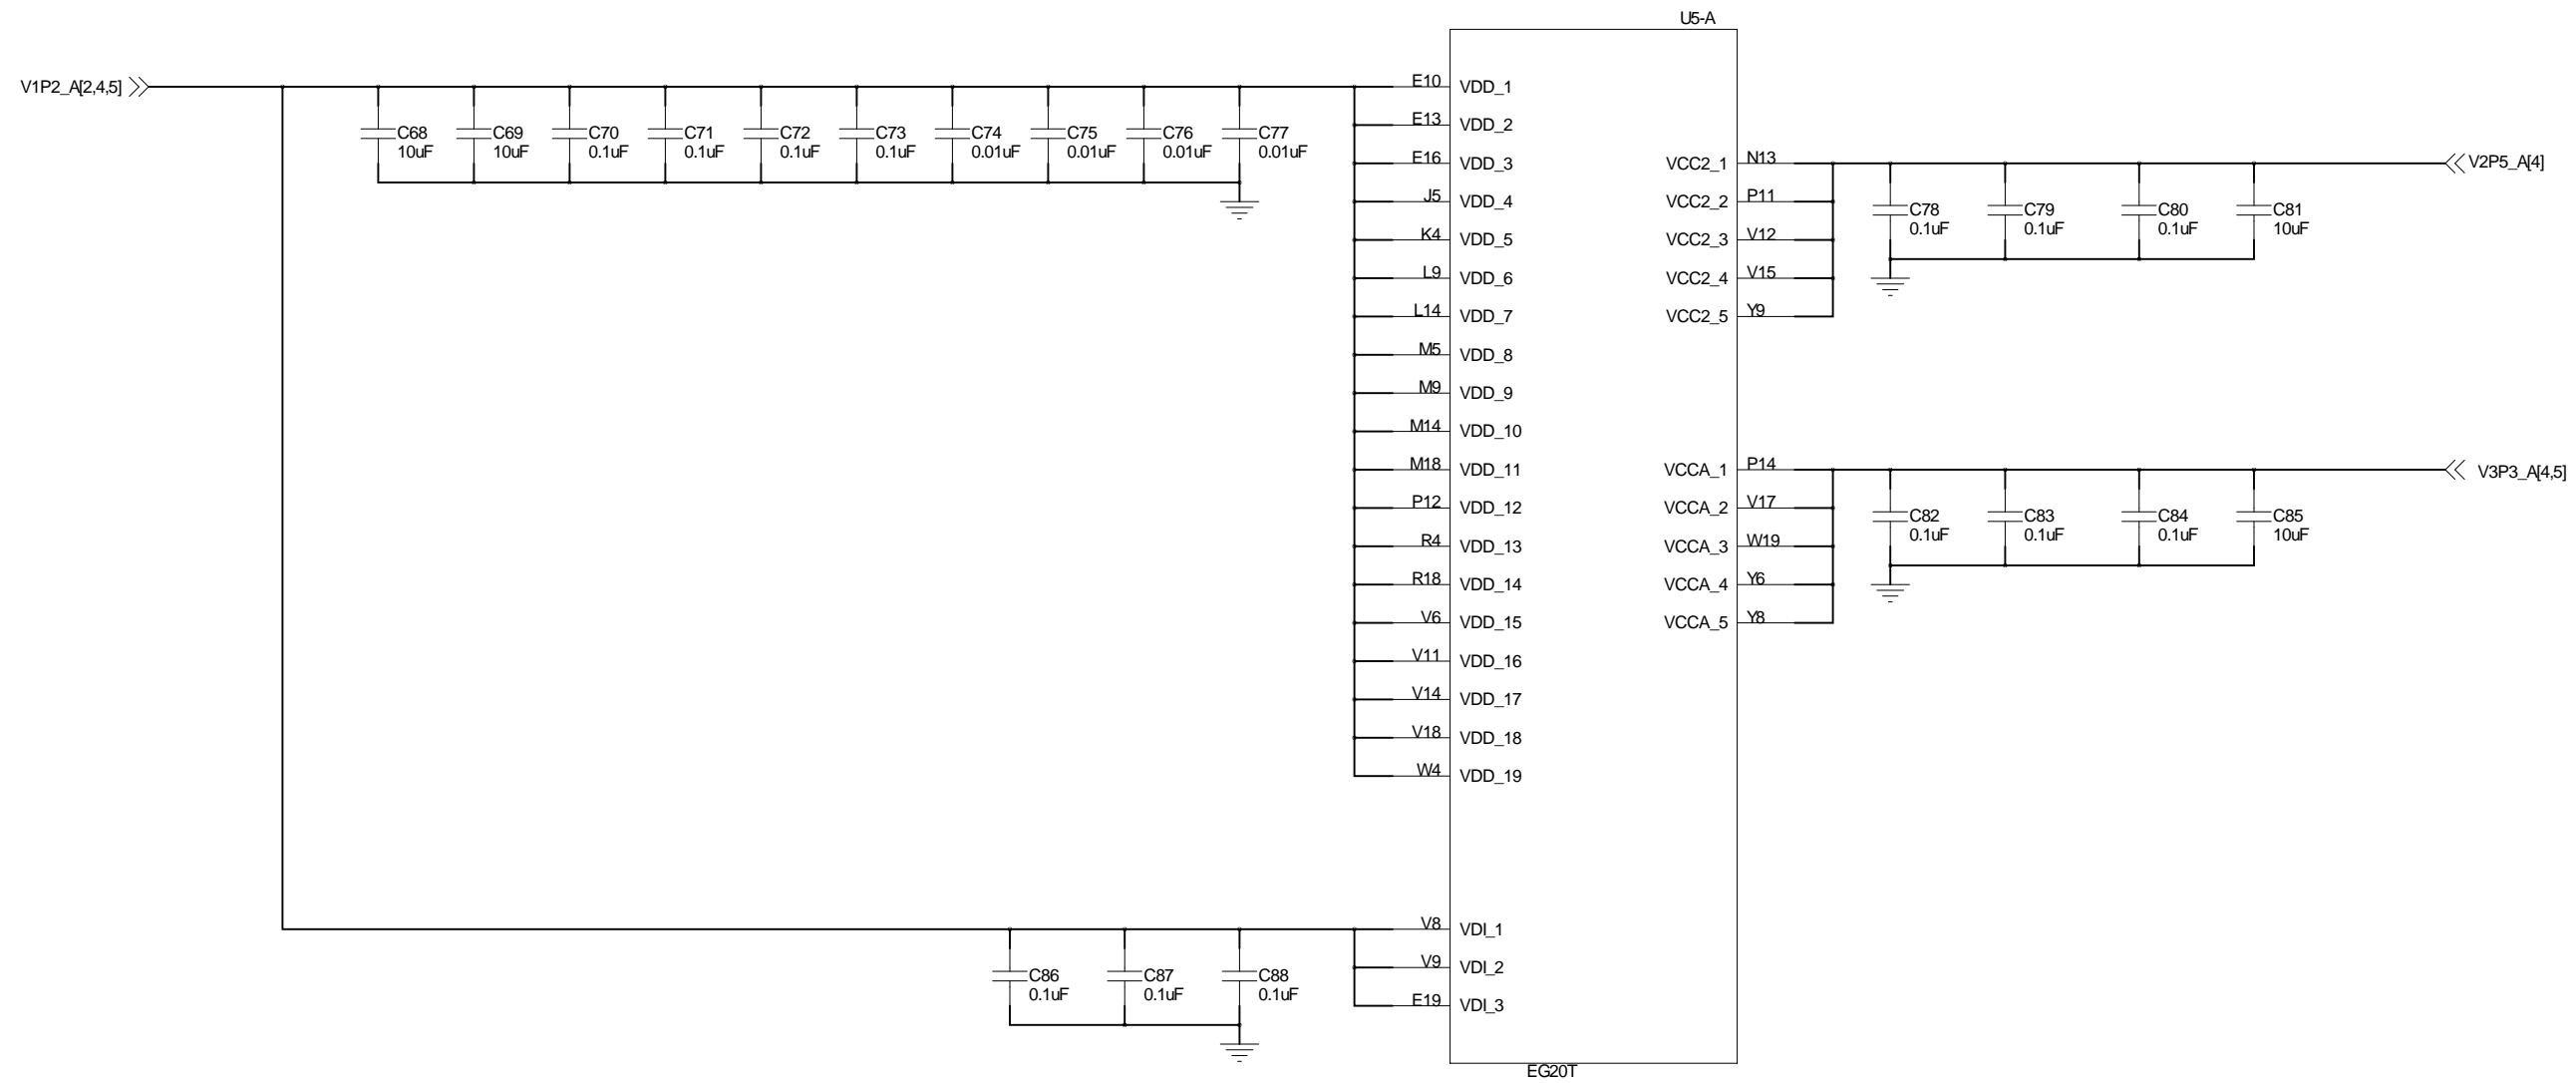 U5-A
V1P2_A[2,4,5]
E10 VDD_1
E13 VDD_2
C68 C69 C70 C71 C72 C73 C74 C75 C76 C77
10uF 10uF 0.1uF 0.1uF 0.1uF 0.1uF 0.01uF 0.01uF 0.01uF 0.01uF
E16 VDD_3 VCC2_1 N13 V2P5_A[4]
J5 VDD_4 VCC2_2 P11
C78 C79 C80 C81
0.1uF 0.1uF 0.1uF 10uF
K4 VDD_5 VCC2_3 V12
L9 VDD_6 VCC2_4 V15
L14 VDD_7 VCC2_5 Y9
M5 VDD_8
M9 VDD_9
M14 VDD_10
M18 VDD_11 VCCA_1 P14 V3P3_A[4,5]
P12 VDD_12 VCCA_2 V17
C82 C83 C84 C85
0.1uF 0.1uF 0.1uF 10uF
R4 VDD_13 VCCA_3 W19
R18 VDD_14 VCCA_4 Y6
V6 VDD_15 VCCA_5 Y8
V11 VDD_16
V14 VDD_17
V18 VDD_18
W4 VDD_19
V8 VDI_1
V9 VDI_2
C86 C87 C88
0.1uF 0.1uF 0.1uF
E19 VDI_3
EG20T